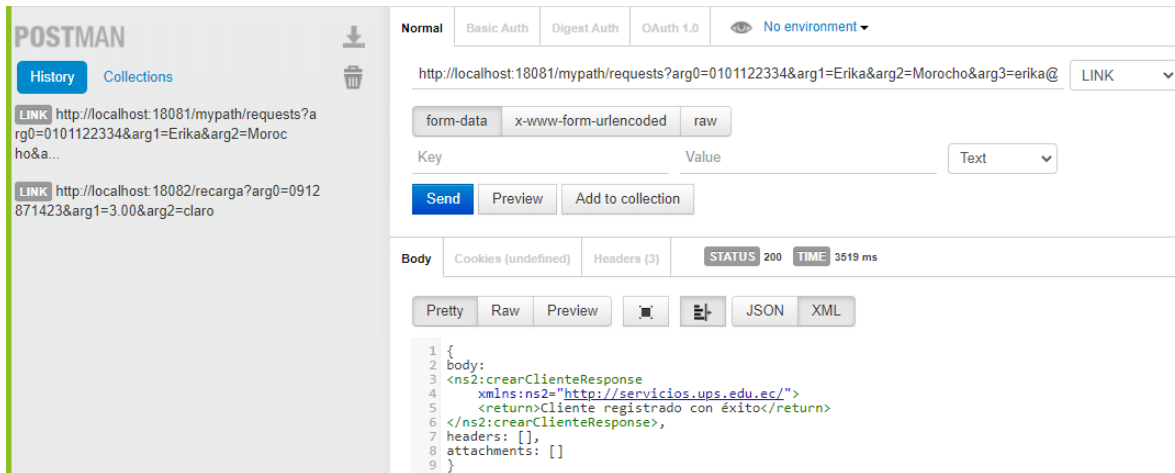 POSTMAN
History Collections
LINK http://localhost:18081/mypath/requests?a
rg0=0101122334&arg1=Erika&arg2=Moroc
ho&a...
LINK http://localhost:18082/recarga?arg0=0912
871423&arg1=3.00&arg2=claro
Normal Basic Auth Digest Auth OAuth 1.0 No environment
http://localhost:18081/mypath/requests?arg0=0101122334&arg1=Erika&arg2=Morocho&arg3=erika@ LINK
form-data x-www-form-urlencoded raw
Key Value Text
Send Preview Add to collection
Body Cookies (undefined) Headers (3) STATUS 200 TIME 3519 ms
Pretty Raw Preview JSON XML
1 {
2 body:
3 <ns2:crearClienteResponse
4 xmlns:ns2="http://servicios.ups.edu.ec/">
5 <return>Cliente registrado con éxito</return>
6 </ns2:crearClienteResponse>,
7 headers: [],
8 attachments: []
9 }